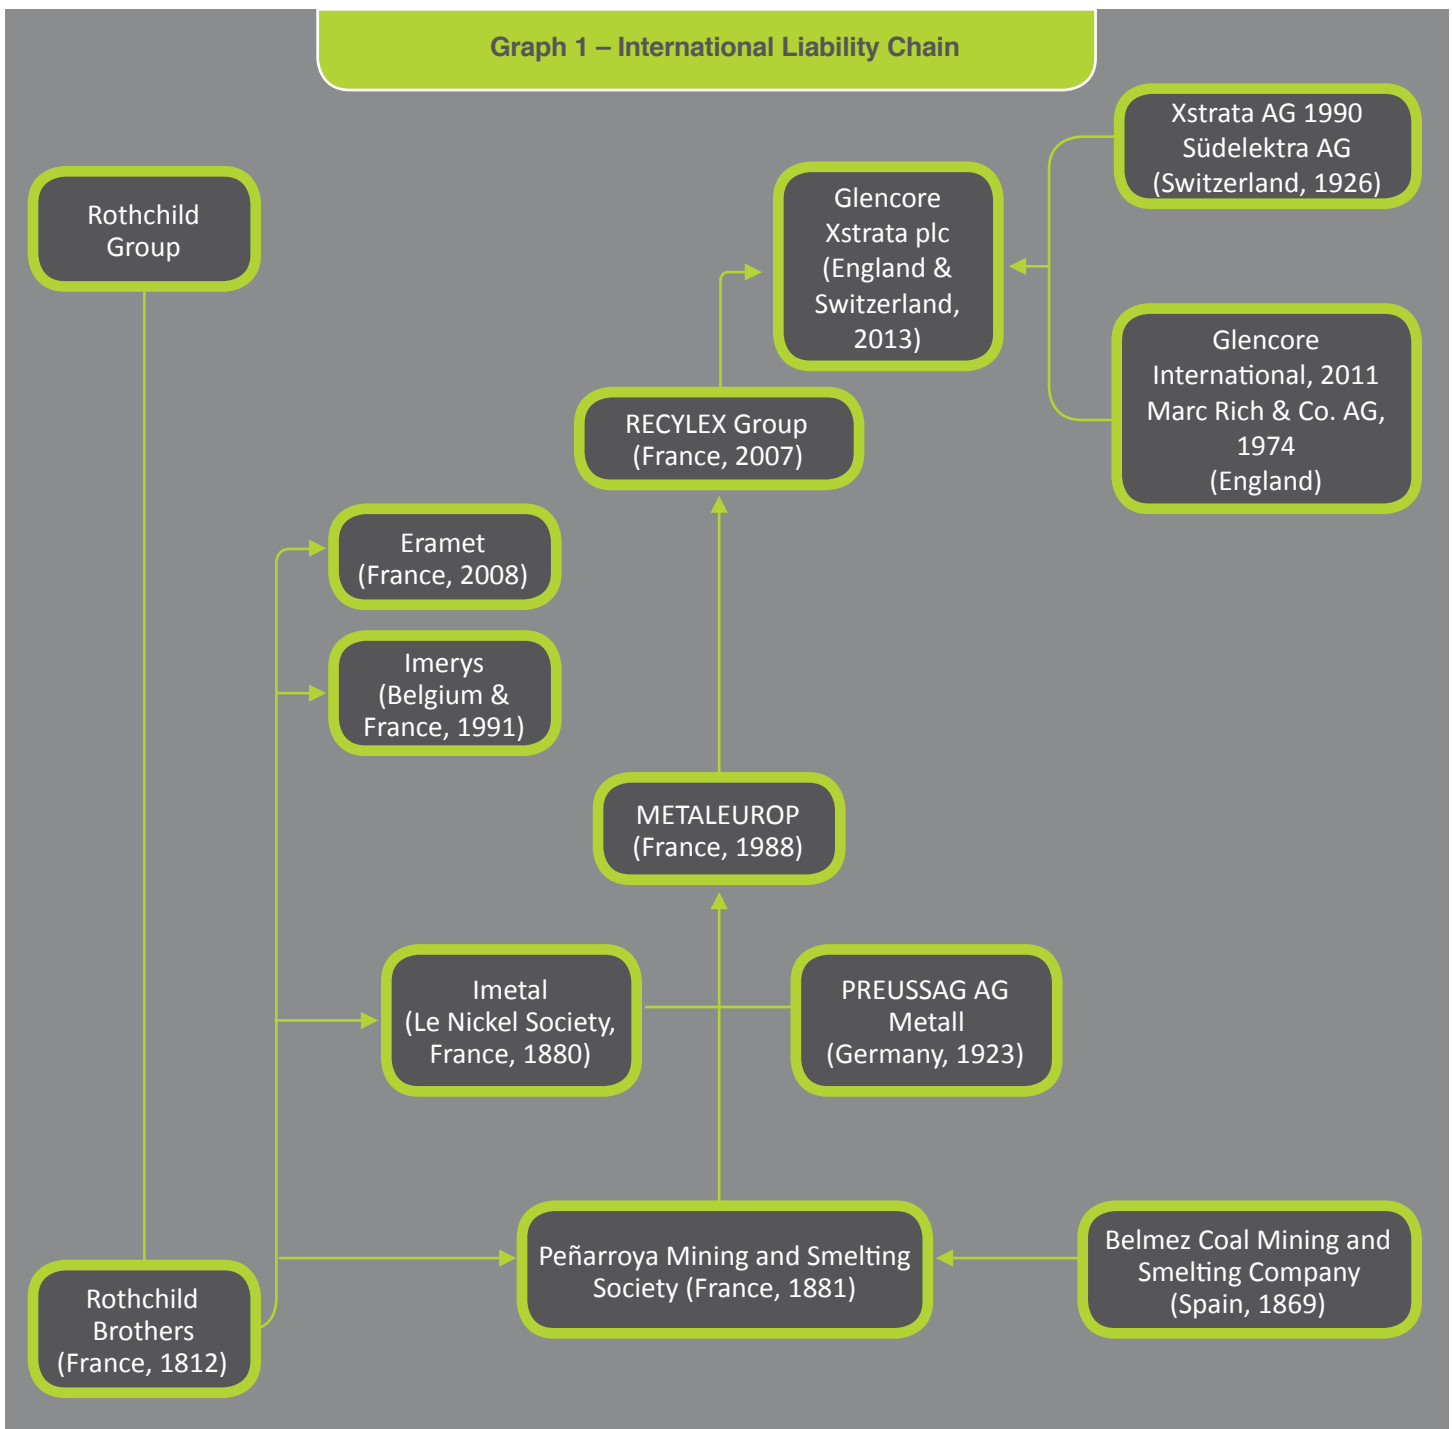 Graph 1 – International Liability Chain
Xstrata AG 1990
Südelektra AG
(Switzerland, 1926)
Rothchild
Group
Glencore
Xstrata plc
(England &
Switzerland,
2013)
Glencore
International, 2011
Marc Rich & Co. AG,
1974
(England)
RECYLEX Group
(France, 2007)
Eramet
(France, 2008)
Imerys
(Belgium &
France, 1991)
METALEUROP
(France, 1988)
Imetal
(Le Nickel Society,
France, 1880)
PREUSSAG AG
Metall
(Germany, 1923)
Peñarroya Mining and Smelting
Society (France, 1881)
Belmez Coal Mining and
Smelting Company
(Spain, 1869)
Rothchild
Brothers
(France, 1812)